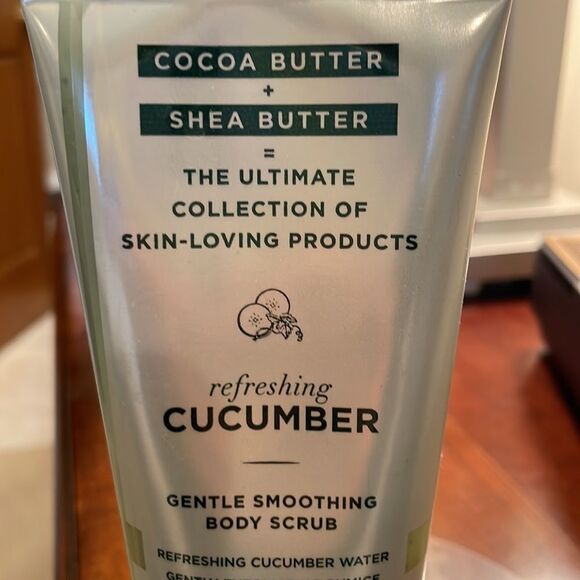 COCOA BUTTER
+
SHEA BUTTER
=
THE ULTIMATE
COLLECTION OF
SKIN-LOVING PRODUCTS
refreshing
CUCUMBER
GENTLE SMOOTHING
BODY SCRUB
REFRESHING CUCUMBER WATER